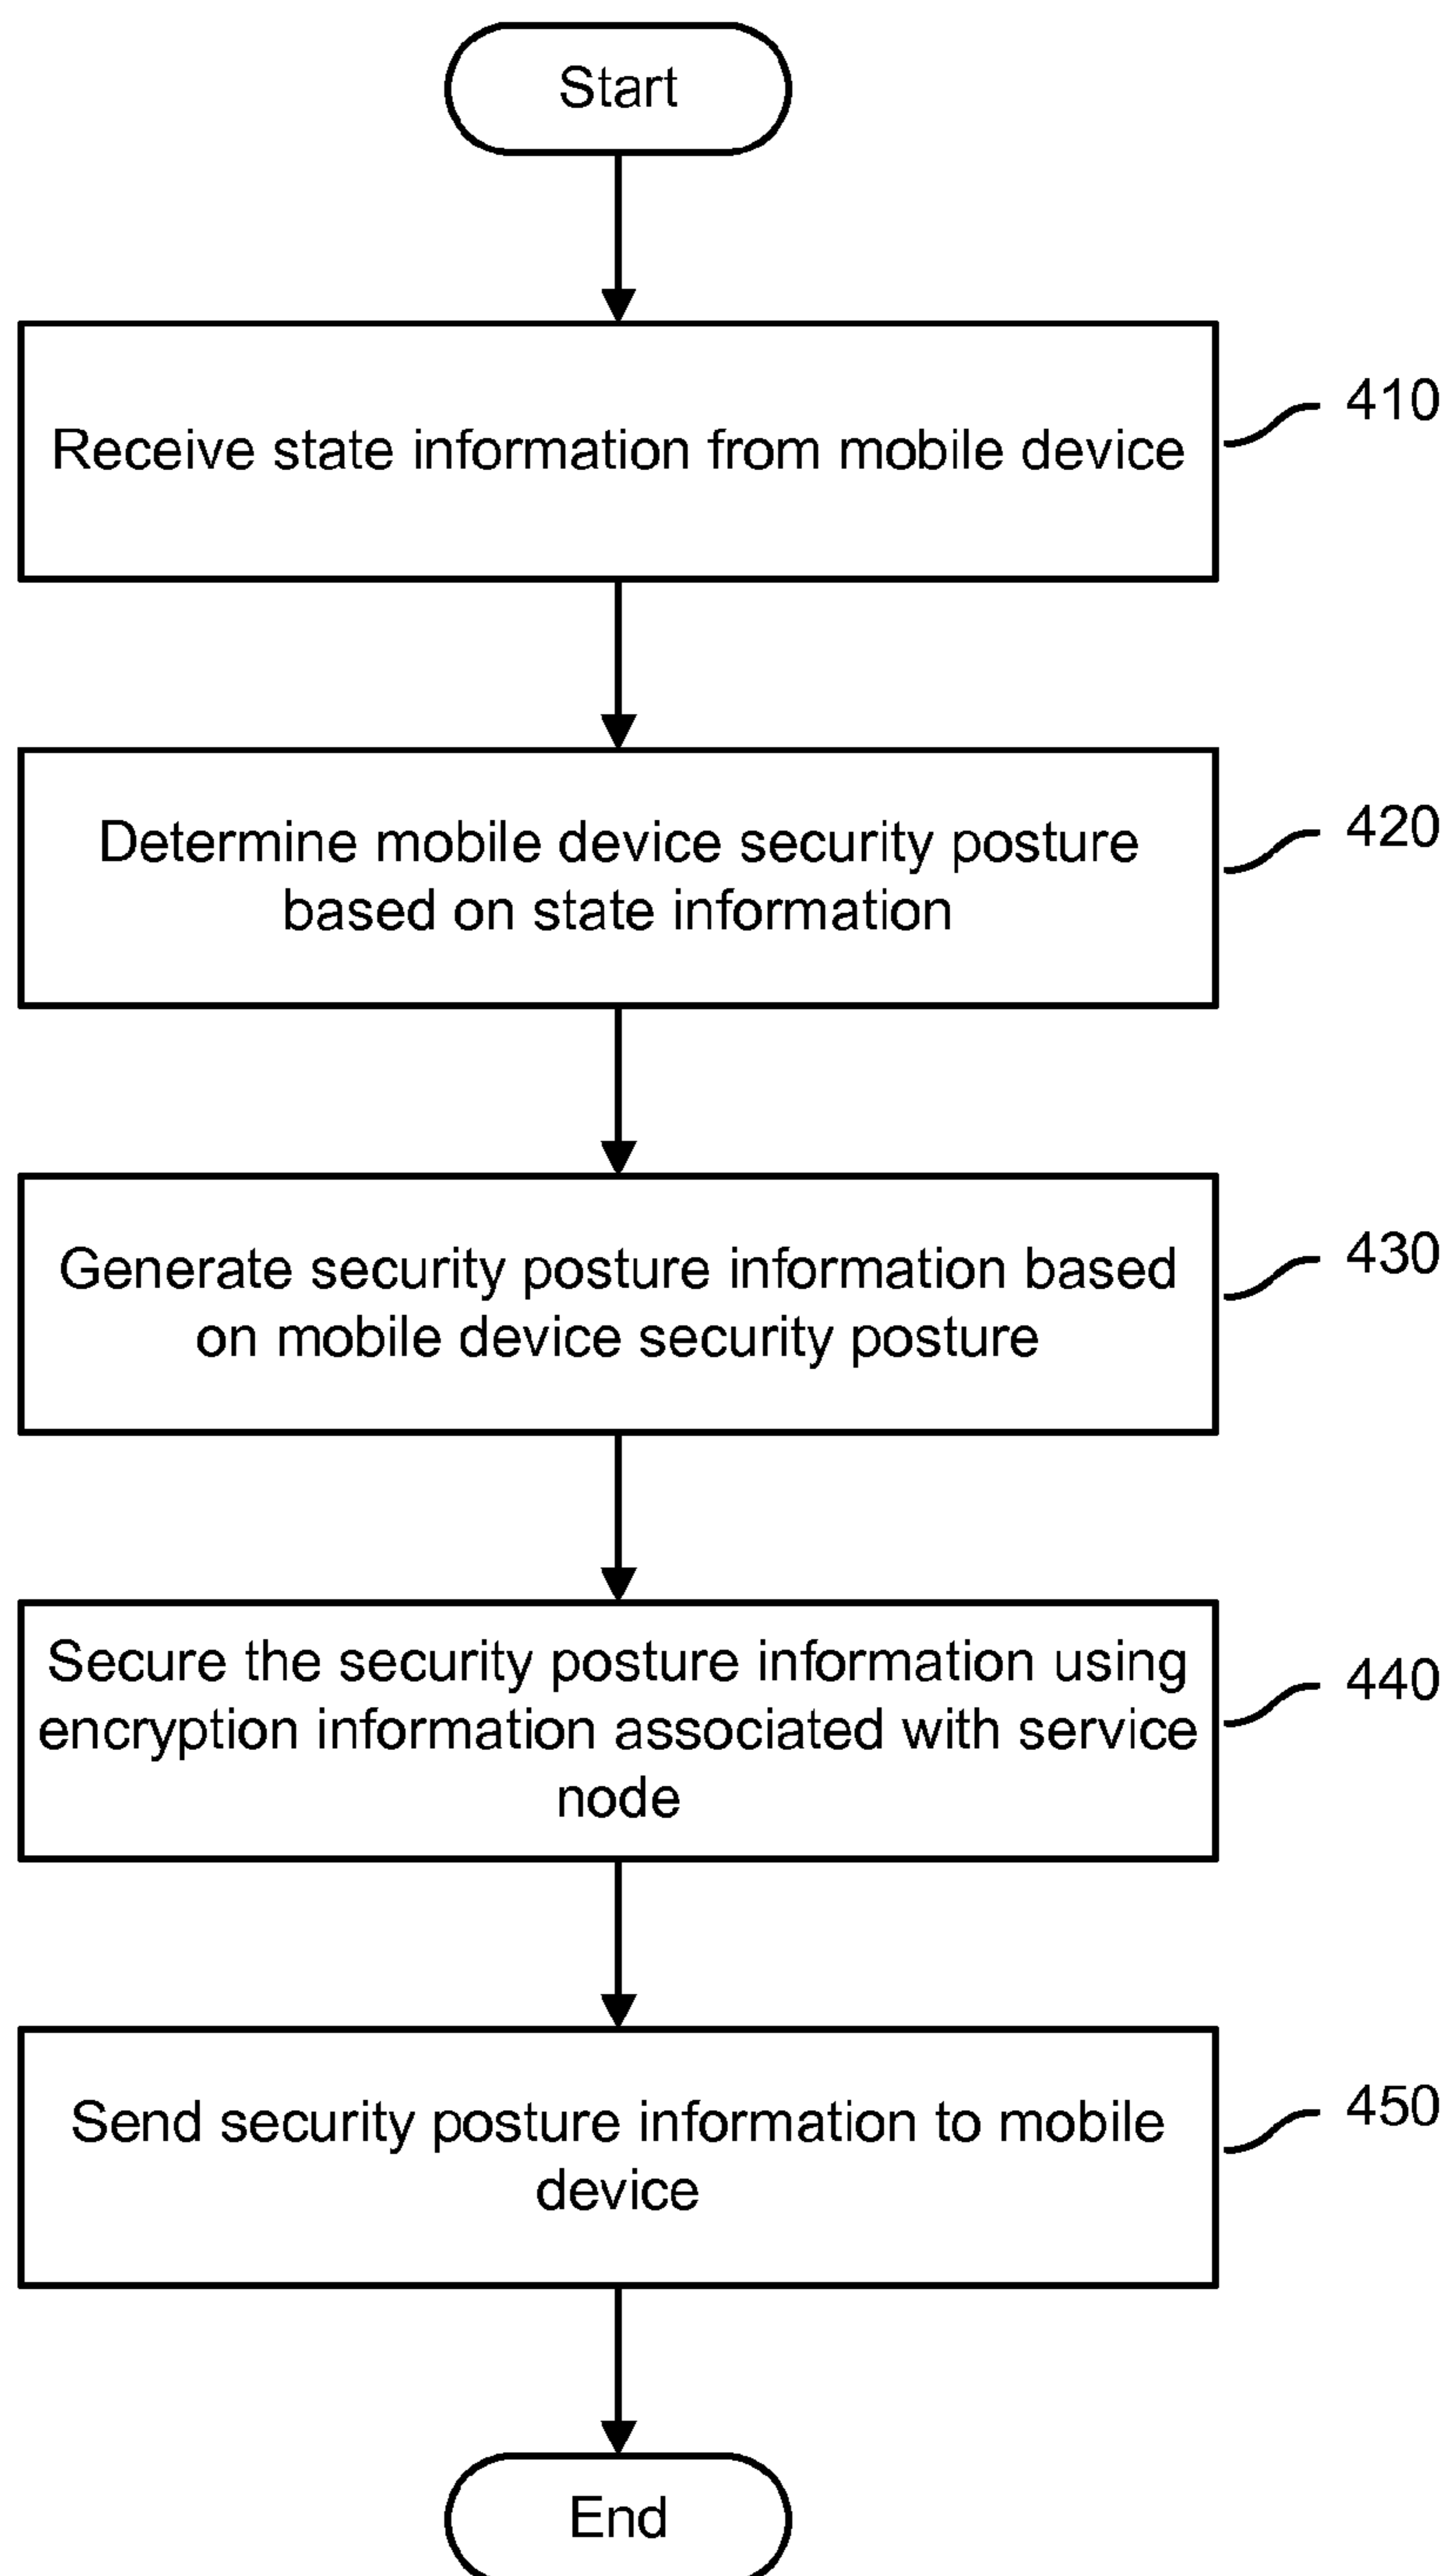 Start
Receive state information from mobile device
410
Determine mobile device security posture
based on state information
420
Generate security posture information based
on mobile device security posture
430
Secure the security posture information using
encryption information associated with service
node
440
Send security posture information to mobile
device
450
End